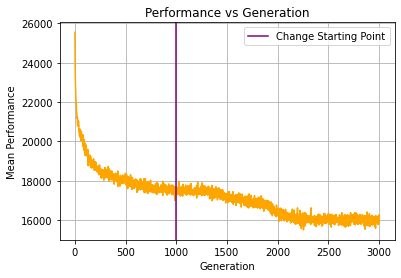 Performance vs Generation
26000
24000
22000
20000
18000
16000
Mean Performance
Change Starting Point
0 500 1000 1500 2000 2500 3000
Generation